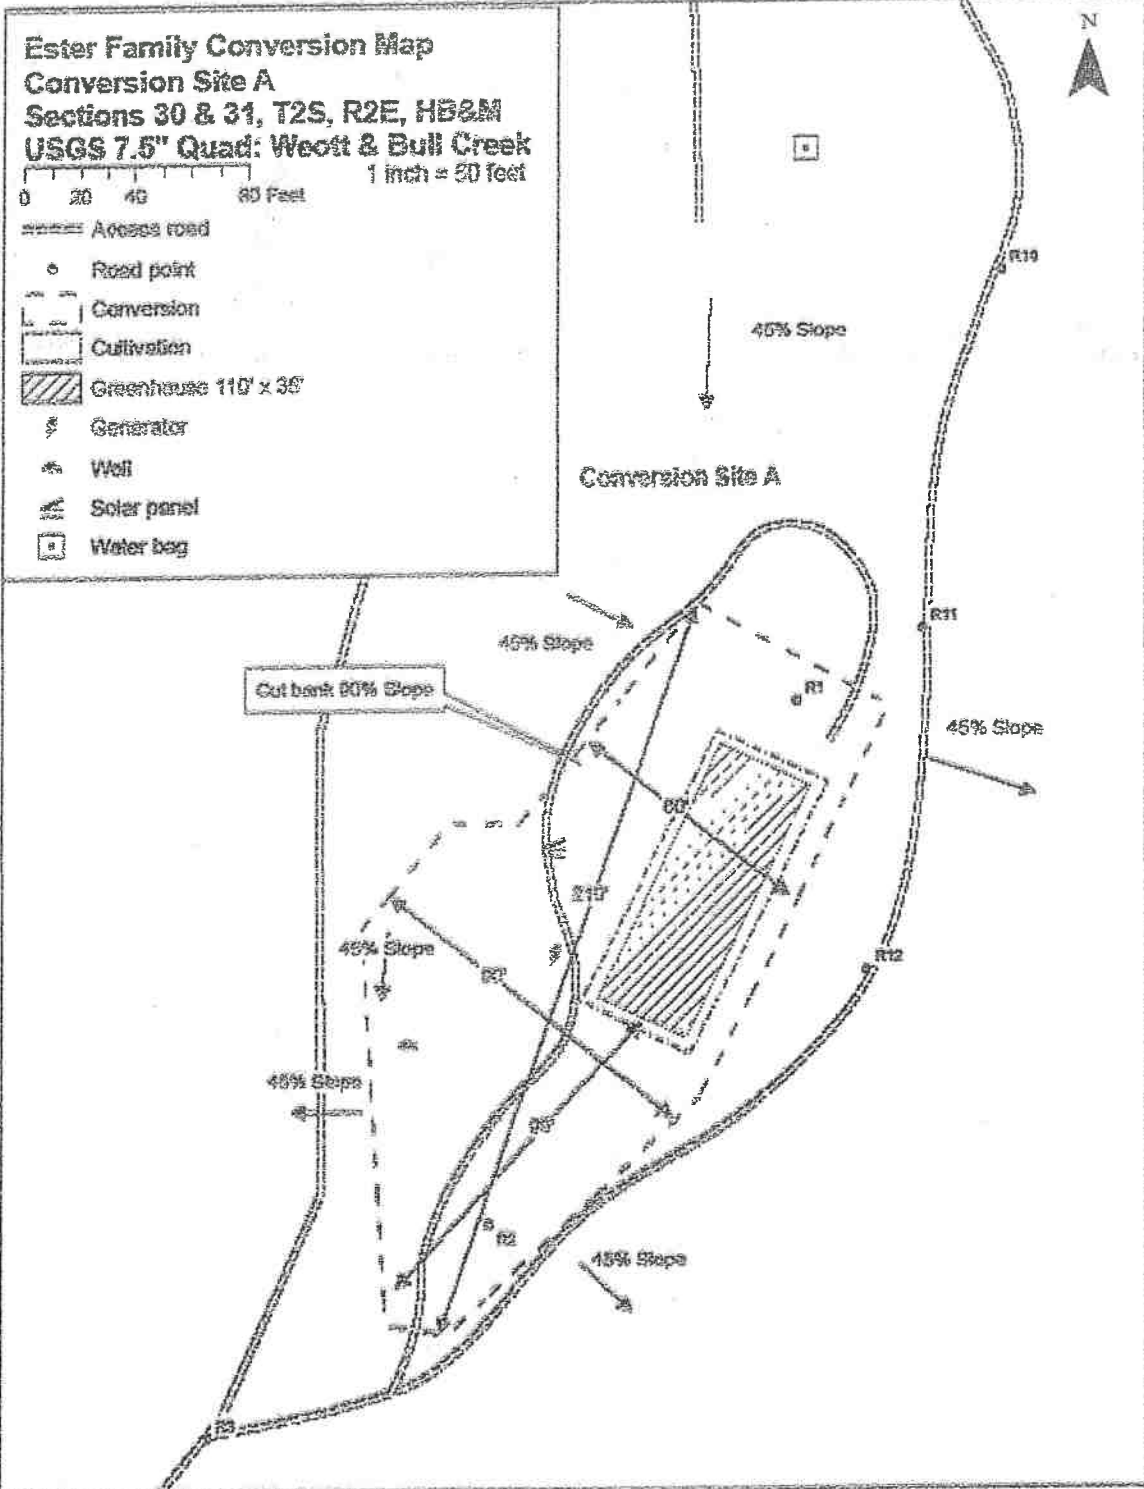 Ester Family Conversion Map
Conversion Site A
Sections 30 & 31, T2S, R2E, HB&M
USGS 7.5" Quad: Weott & Bull Creek
1 inch = 50 feet
0 20 40 80 Feet
Access road
Road point
Conversion
Cultivation
Greenhouse 110' x 35'
Generator
Well
Solar panel
Water bag
N
R10
45% Slope
Conversion Site A
R11
45% Slope
Cut bank 90% Slope
R1
45% Slope
60'
210'
45% Slope
90'
R12
45% Slope
95'
R2
45% Slope
R3